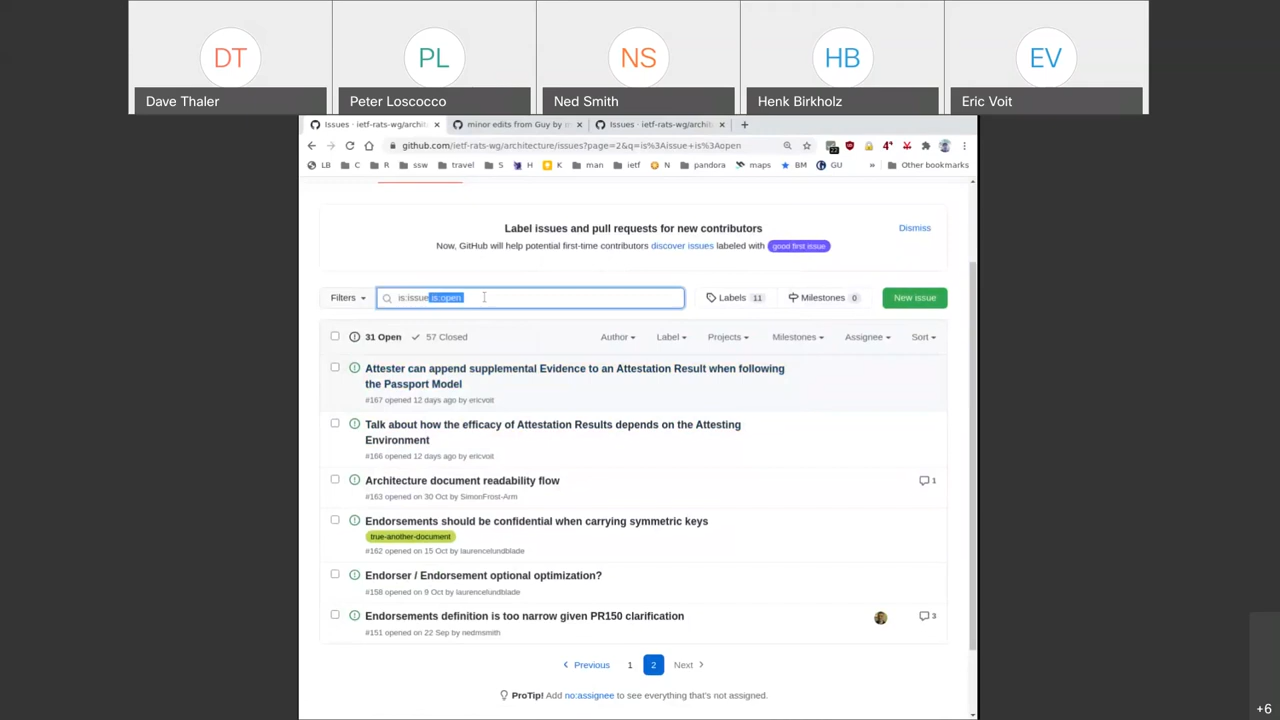 DT PL NS HB EV
Dave Thaler Peter Loscocco Ned Smith Henk Birkholz Eric Voit
Issues · ietf-rats-wg/archit minor edits from Guy by m Issues · ietf-rats-wg/archit
github.com/ietf-rats-wg/architecture/issues?page=2&q=is%3Aissue+is%3Aopen
LB C R ssw travel S H K man ietf N pandora maps BM GU » Other bookmarks
Label issues and pull requests for new contributors
Dismiss
Now, GitHub will help potential first-time contributors discover issues labeled with good first issue
Filters is:issue is:open Labels 11 Milestones 0 New issue
31 Open 57 Closed Author Label Projects Milestones Assignee Sort
Attester can append supplemental Evidence to an Attestation Result when following
the Passport Model
#167 opened 12 days ago by ericvoit
Talk about how the efficacy of Attestation Results depends on the Attesting
Environment
#166 opened 12 days ago by ericvoit
Architecture document readability flow 1
#163 opened on 30 Oct by SimonFrost-Arm
Endorsements should be confidential when carrying symmetric keys
true-another-document
#162 opened on 15 Oct by laurencelundblade
Endorser / Endorsement optional optimization?
#158 opened on 9 Oct by laurencelundblade
Endorsements definition is too narrow given PR150 clarification 3
#151 opened on 22 Sep by nedmsmith
Previous 1 2 Next
ProTip! Add no:assignee to see everything that's not assigned.
+6